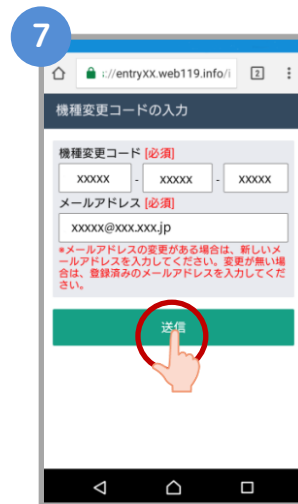 7
://entryXX.web119.info/i
2
機種変更コードの入力
機種変更コード [必須]
xxxxx - xxxxx - xxxxx
メールアドレス [必須]
xxxxx@xxx.xxx.jp
*メールアドレスの変更がある場合は、新しいメ
ールアドレスを入力してください。変更が無い場
合は、登録済みのメールアドレスを入力してくだ
さい。
送信